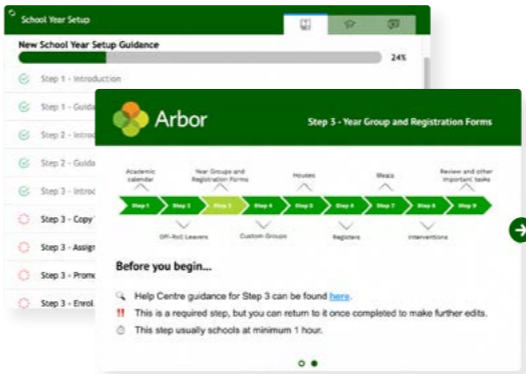 School Year Setup
New School Year Setup Guidance
24%
Step 1 - Introduction
Step 1 - Guida
Step 2 - Introd
Step 2 - Guida
Step 3 - Introd
Step 3 - Copy
Step 3 - Assign
Step 3 - Promo
Step 3 - Enrol
Arbor
Step 3 - Year Group and Registration Forms
Academic calendar
Year Groups and Registration Forms
Houses
Meals
Review and other important tasks
Step 1
Step 2
Step 3
Step 4
Step 5
Step 6
Step 7
Step 8
Step 9
Off-Roll Leavers
Custom Groups
Registers
Interventions
Before you begin...
Help Centre guidance for Step 3 can be found here.
!! This is a required step, but you can return to it once completed to make further edits.
This step usually schools at minimum 1 hour.